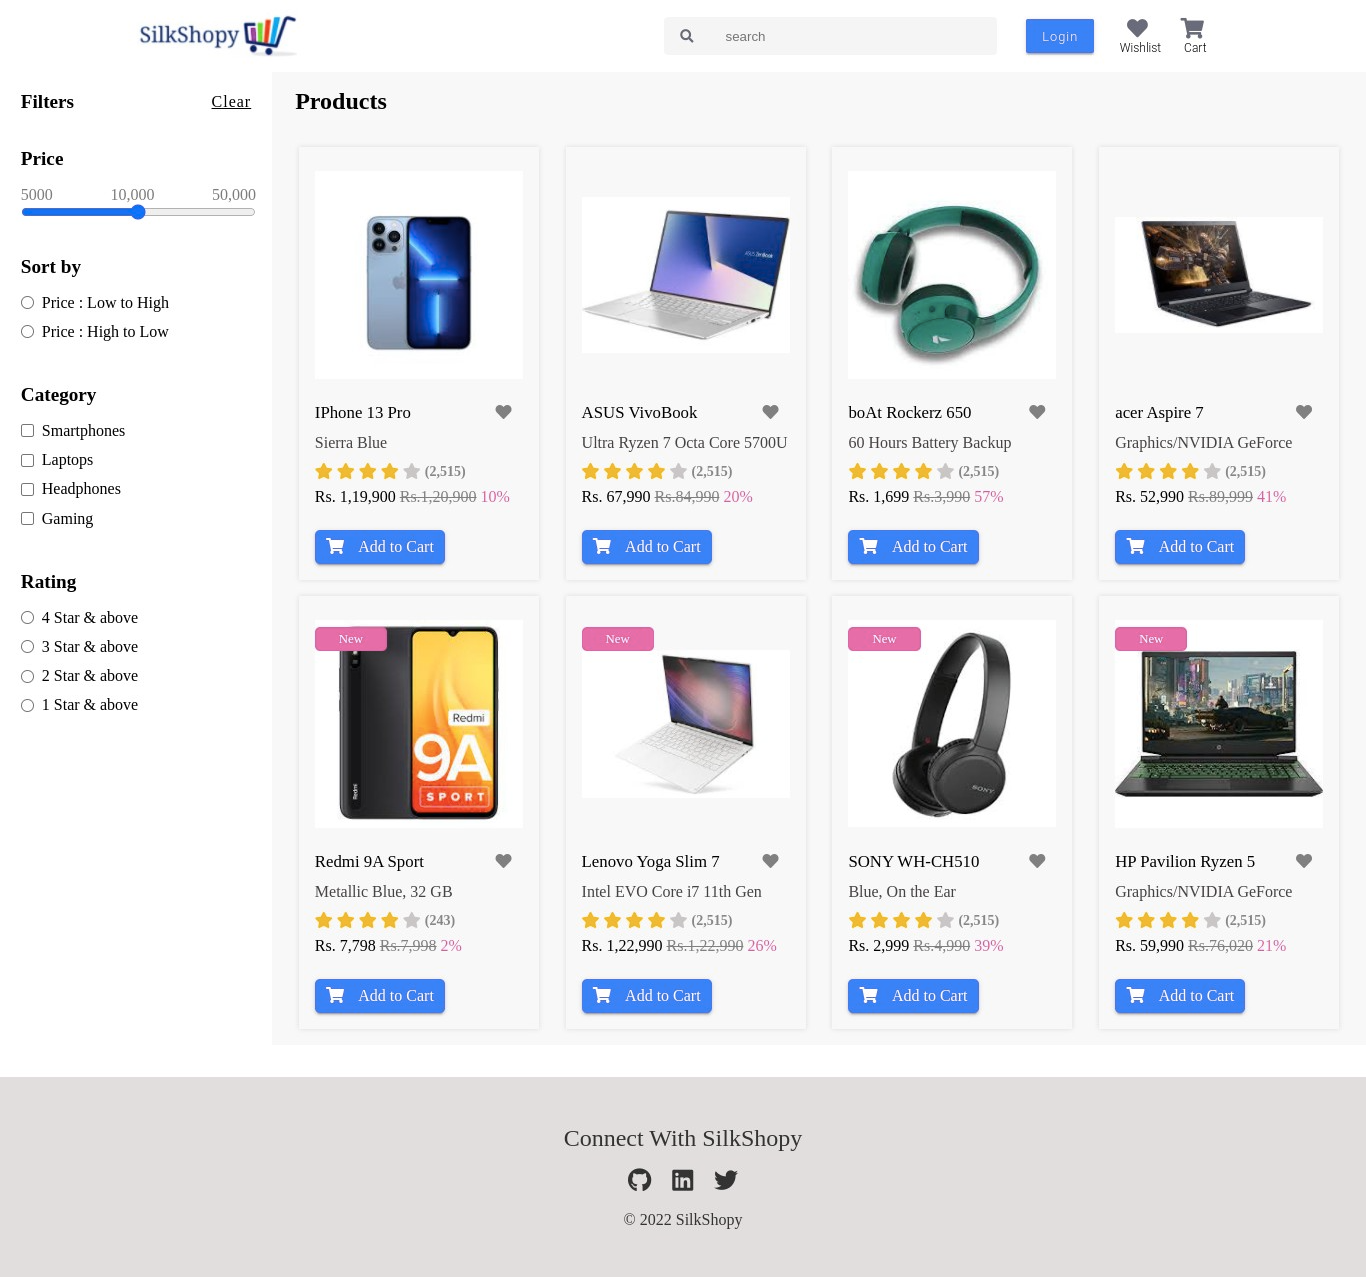 SilkShopy
search
Login
Wishlist
Cart
Filters
Clear
Price
5000 10,000 50,000
Sort by
Price : Low to High
Price : High to Low
Category
Smartphones
Laptops
Headphones
Gaming
Rating
4 Star & above
3 Star & above
2 Star & above
1 Star & above
Products
IPhone 13 Pro
Sierra Blue
(2,515)
Rs. 1,19,900 Rs.1,20,900 10%
Add to Cart
ASUS VivoBook
Ultra Ryzen 7 Octa Core 5700U
(2,515)
Rs. 67,990 Rs.84,990 20%
Add to Cart
boAt Rockerz 650
60 Hours Battery Backup
(2,515)
Rs. 1,699 Rs.3,990 57%
Add to Cart
acer Aspire 7
Graphics/NVIDIA GeForce
(2,515)
Rs. 52,990 Rs.89,999 41%
Add to Cart
New
Redmi
9A
SPORT
Redmi
Redmi 9A Sport
Metallic Blue, 32 GB
(243)
Rs. 7,798 Rs.7,998 2%
Add to Cart
New
Lenovo Yoga Slim 7
Intel EVO Core i7 11th Gen
(2,515)
Rs. 1,22,990 Rs.1,22,990 26%
Add to Cart
New
SONY
SONY WH-CH510
Blue, On the Ear
(2,515)
Rs. 2,999 Rs.4,990 39%
Add to Cart
New
HP Pavilion Ryzen 5
Graphics/NVIDIA GeForce
(2,515)
Rs. 59,990 Rs.76,020 21%
Add to Cart
Connect With SilkShopy
© 2022 SilkShopy